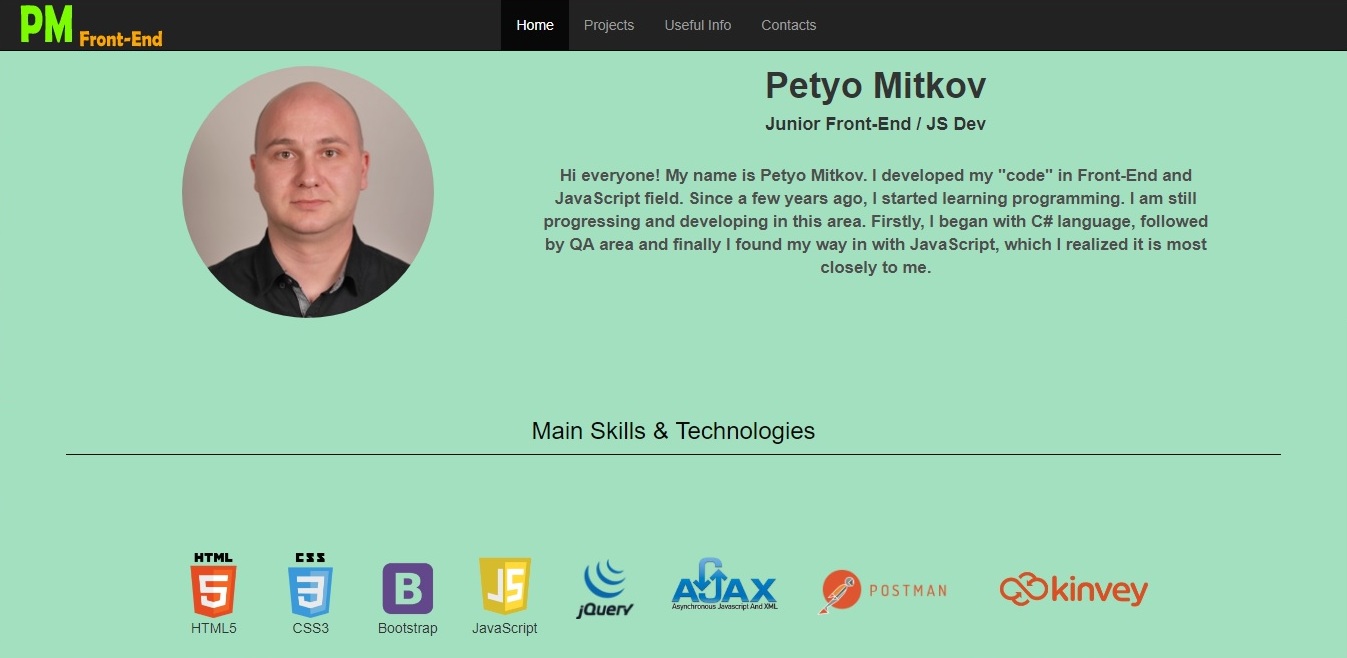 PM Front-End
Home Projects Useful Info Contacts
Petyo Mitkov
Junior Front-End / JS Dev
Hi everyone! My name is Petyo Mitkov. I developed my "code" in Front-End and
JavaScript field. Since a few years ago, I started learning programming. I am still
progressing and developing in this area. Firstly, I began with C# language, followed
by QA area and finally I found my way in with JavaScript, which I realized it is most
closely to me.
Main Skills & Technologies
HTML
5
HTML5
CSS
3
CSS3
B
Bootstrap
JS
JavaScript
jQuery
AJAX
Asynchronous Javascript And XML
POSTMAN
kinvey